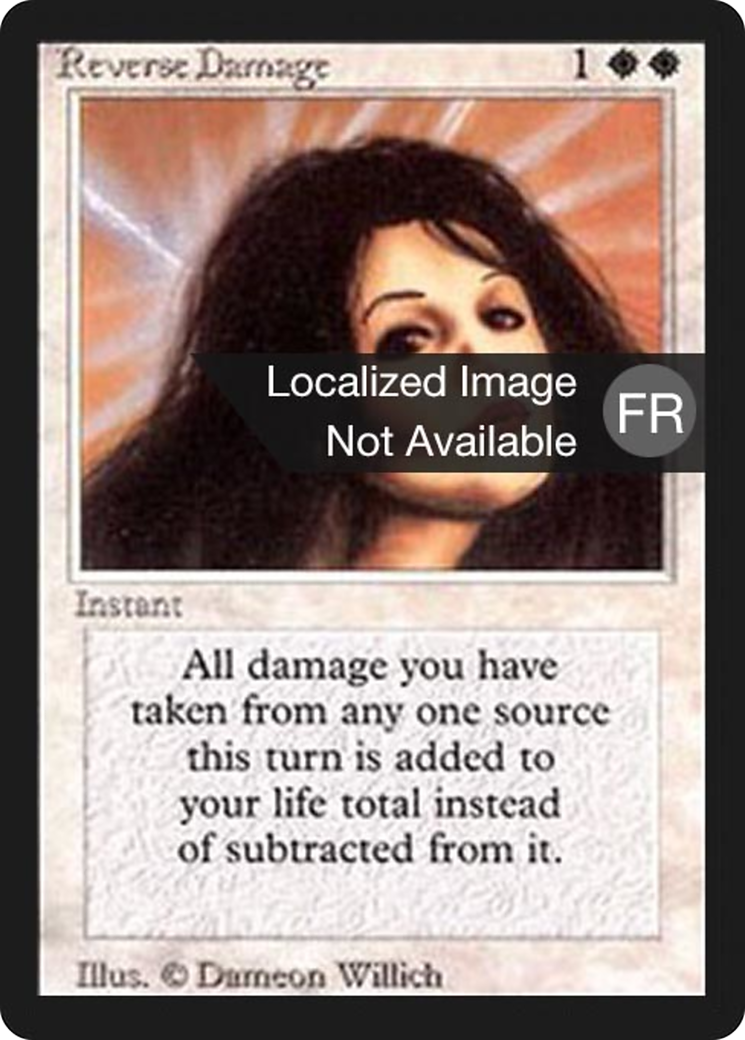 Reverse Damage 1
Localized Image
Not Available
FR
Instant
All damage you have
taken from any one source
this turn is added to
your life total instead
of subtracted from it.
Illus. © Dameon Willich